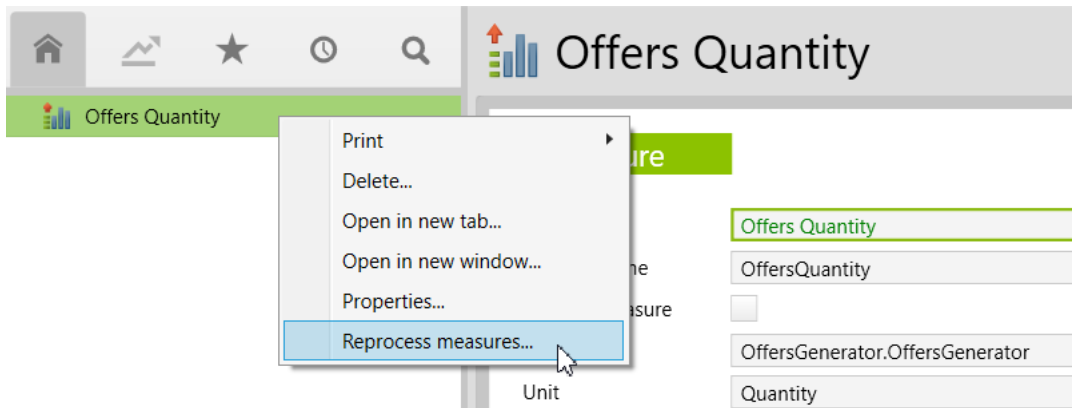 Offers Quantity
Offers Quantity
Print
Delete...
Open in new tab...
Open in new window...
Properties...
Reprocess measures...
ure
Offers Quantity
ne
OffersQuantity
asure
OffersGenerator.OffersGenerator
Unit
Quantity